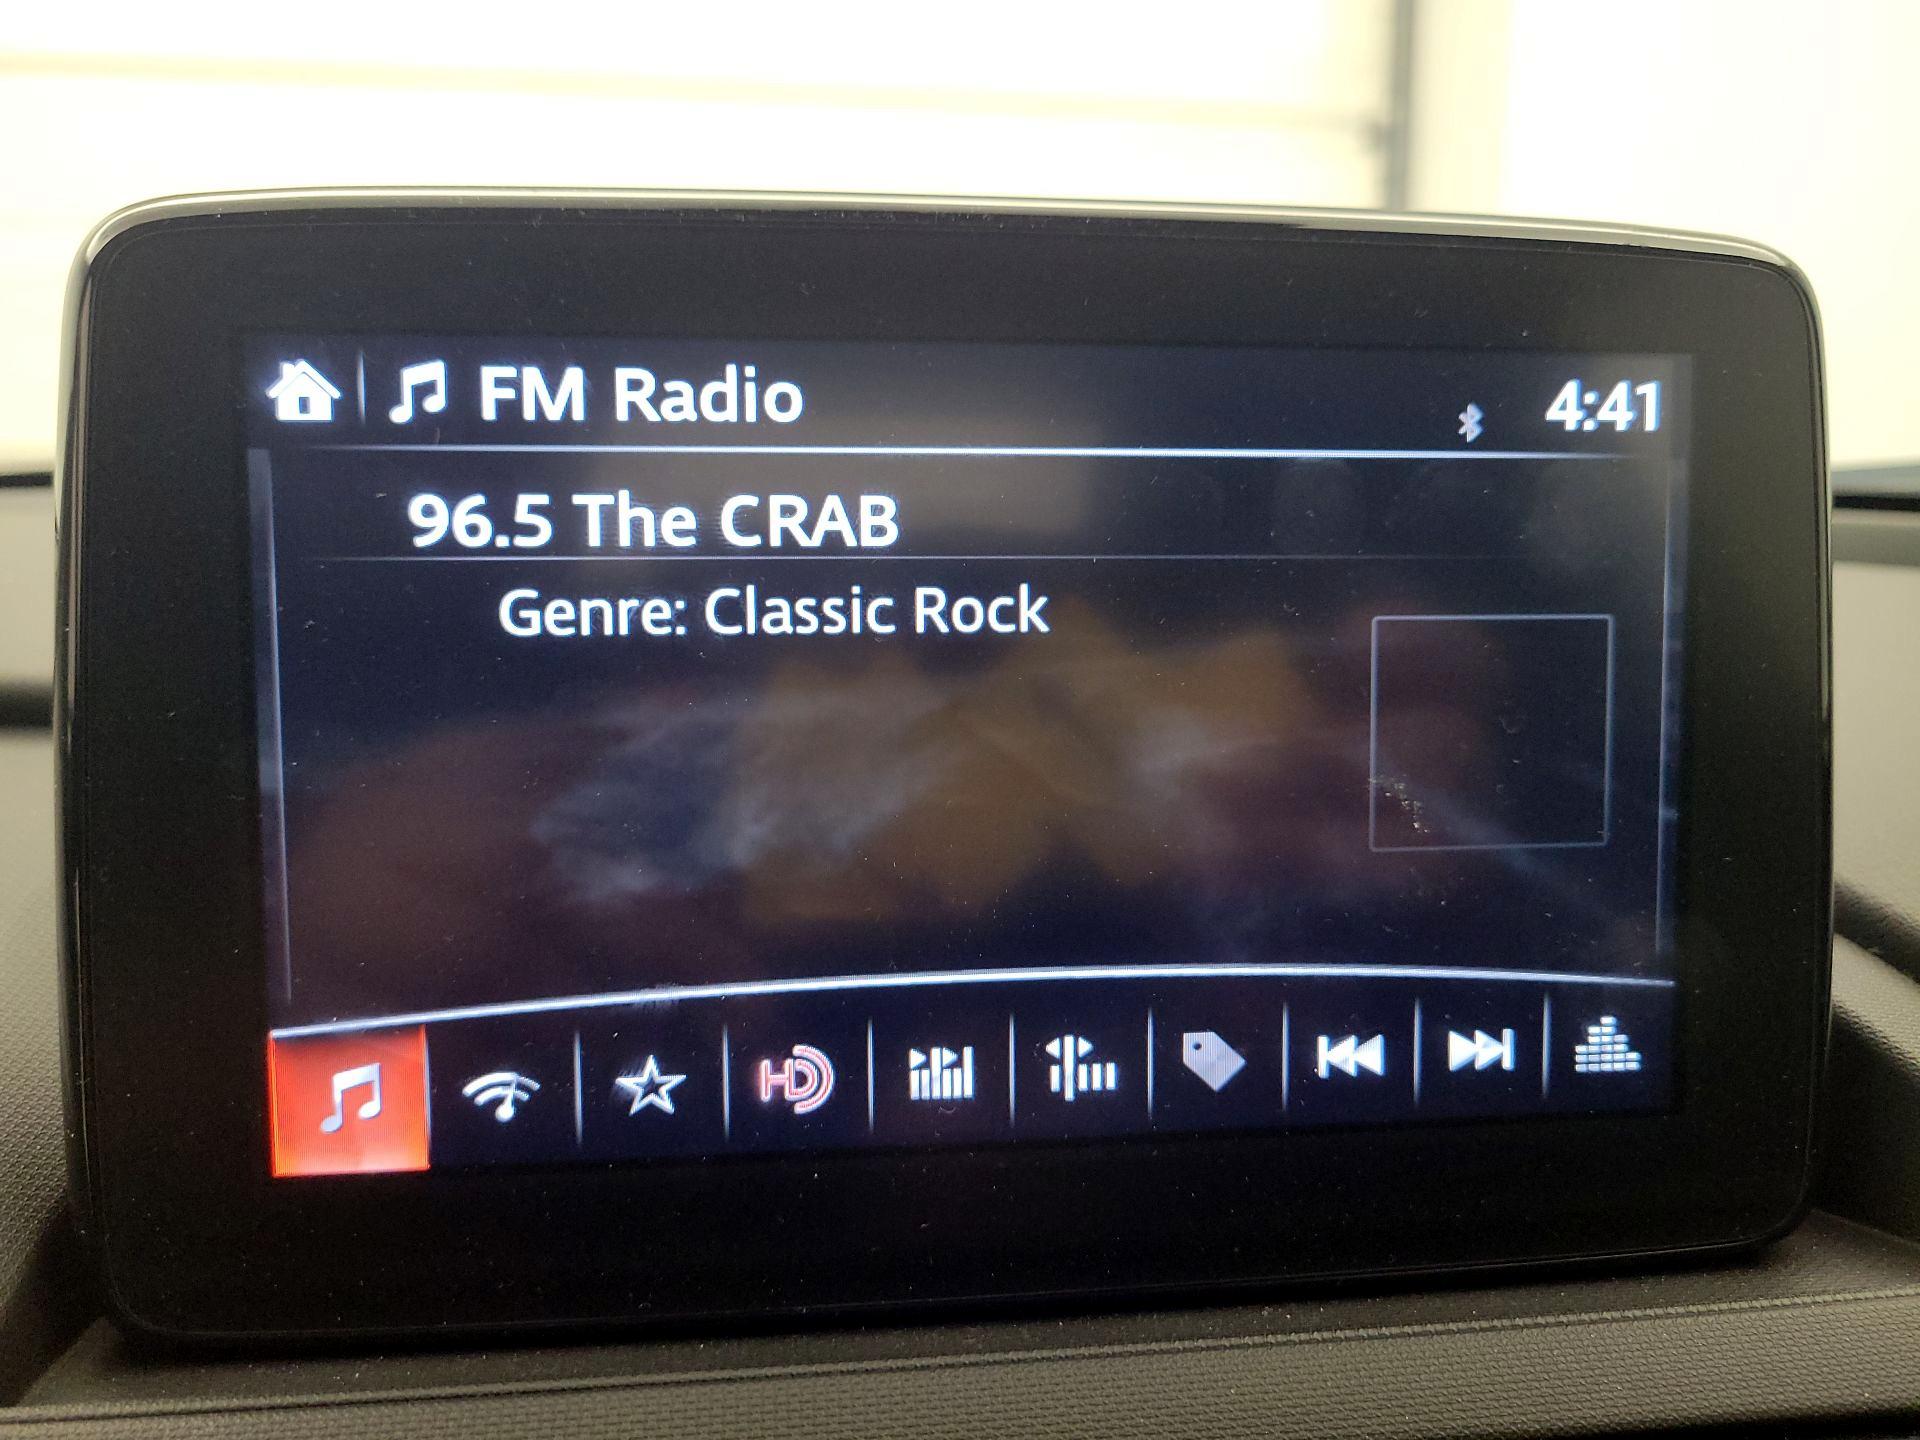 FM Radio
4:41
96.5 The CRAB
Genre: Classic Rock
HD